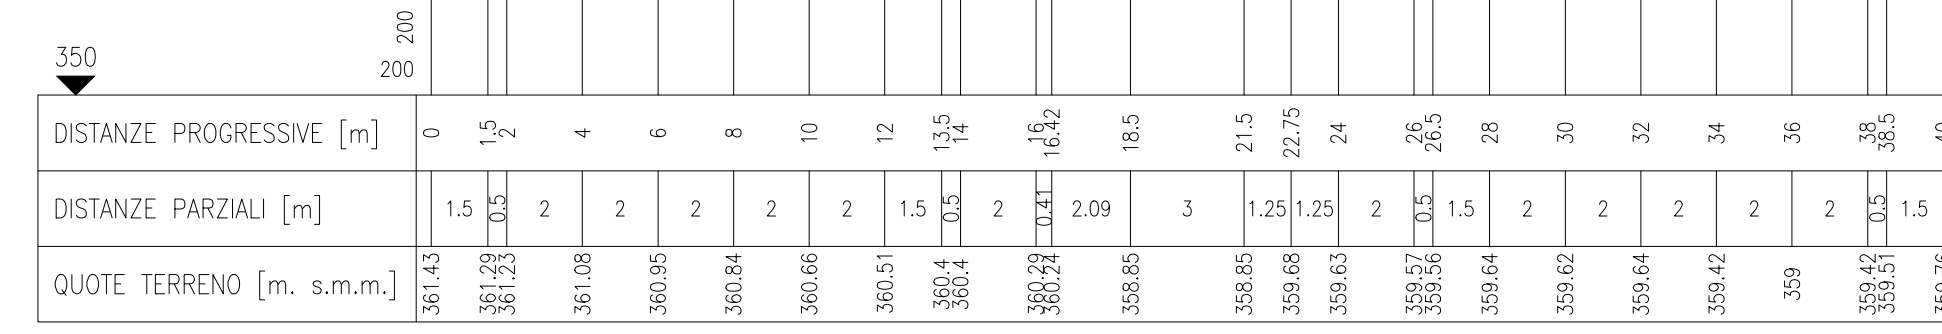 200
350
200
DISTANZE PROGRESSIVE [m] 0 1.5 2 4 6 8 10 12 13.5 14 16 16.42 18.5 21.5 22.75 24 26 26.5 28 30 32 34 36 38 38.5
DISTANZE PARZIALI [m] 1.5 0.5 2 2 2 2 2 1.5 0.5 2 0.41 2.09 3 1.25 1.25 2 0.5 1.5 2 2 2 2 2 0.5 1.5
QUOTE TERRENO [m. s.m.m.] 361.43 361.29 361.23 361.08 360.95 360.84 360.66 360.51 360.4 360.4 360.29 360.24 358.85 358.85 359.68 359.63 359.57 359.56 359.64 359.62 359.64 359.42 359 359.42 359.51